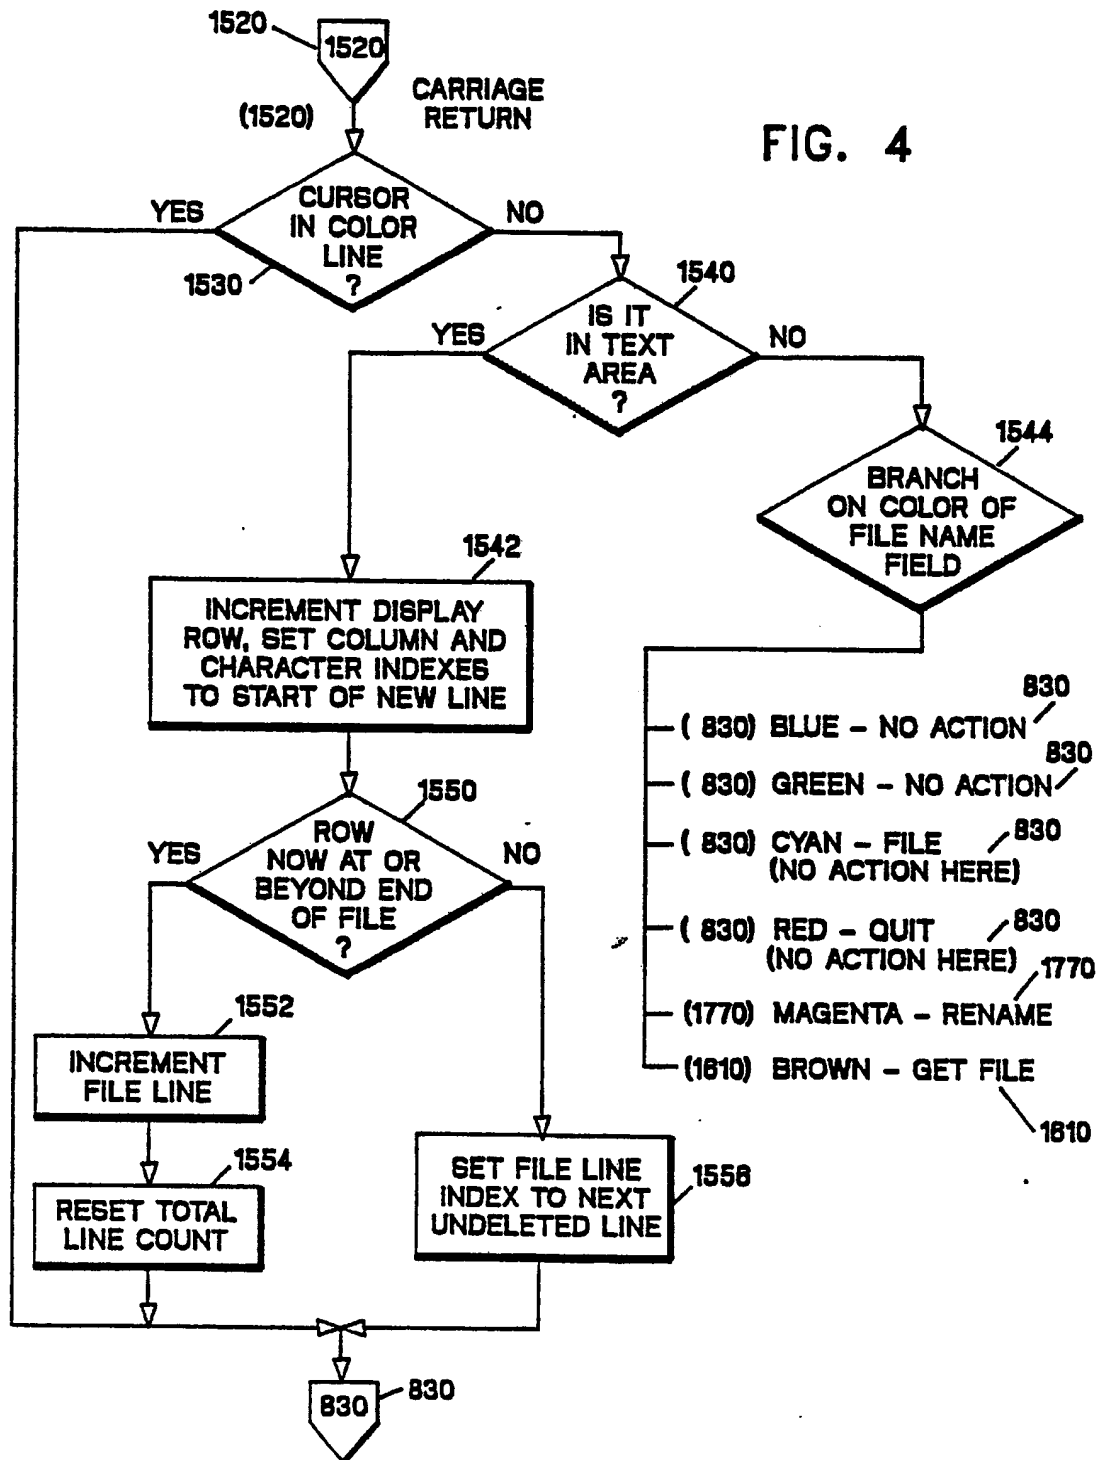 1520
1520
(1520)
CARRIAGE
RETURN
FIG. 4
YES
CURSOR
IN COLOR
LINE
?
NO
1530
1540
YES
IS IT
IN TEXT
AREA
?
NO
1544
BRANCH
ON COLOR OF
FILE NAME
FIELD
1542
INCREMENT DISPLAY
ROW, SET COLUMN AND
CHARACTER INDEXES
TO START OF NEW LINE
830
(830) BLUE - NO ACTION
830
(830) GREEN - NO ACTION
830
(830) CYAN - FILE
(NO ACTION HERE)
830
(830) RED - QUIT
(NO ACTION HERE)
1770
(1770) MAGENTA - RENAME
(1610) BROWN - GET FILE
1610
1550
YES
ROW
NOW AT OR
BEYOND END
OF FILE
?
NO
1552
INCREMENT
FILE LINE
1554
RESET TOTAL
LINE COUNT
SET FILE LINE
INDEX TO NEXT
UNDELETED LINE
1556
830
830